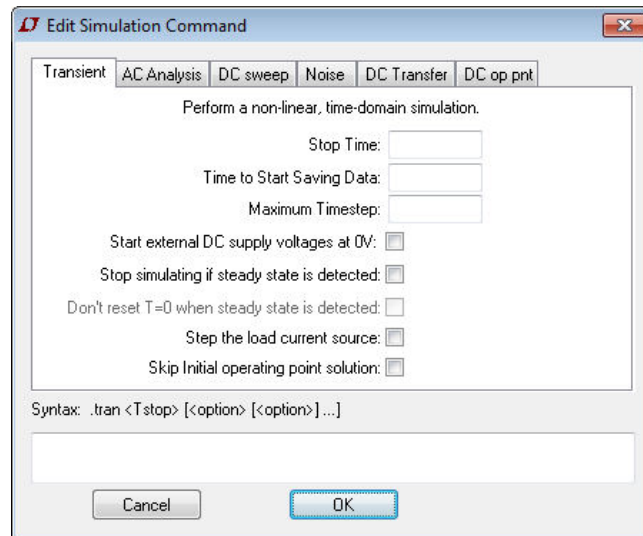 Edit Simulation Command
Transient AC Analysis DC sweep Noise DC Transfer DC op pnt
Perform a non-linear, time-domain simulation.
Stop Time:
Time to Start Saving Data:
Maximum Timestep:
Start external DC supply voltages at 0V:
Stop simulating if steady state is detected:
Don't reset T=0 when steady state is detected:
Step the load current source:
Skip Initial operating point solution:
Syntax: .tran <Tstop> [<option> [<option>] ...]
Cancel OK